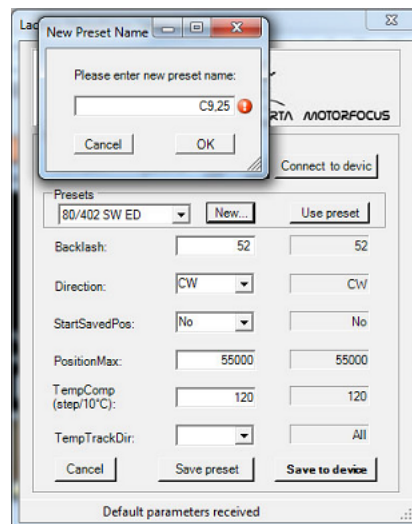 New Preset Name
Please enter new preset name:
C9,25
Cancel OK
MOTORFOCUS
Connect to devic
Presets
80/402 SW ED New... Use preset
Backlash: 52 52
Direction: CW CW
StartSavedPos: No No
PositionMax: 55000 55000
TempComp
(step/10°C): 120 120
TempTrackDir: All
Cancel Save preset Save to device
Default parameters received